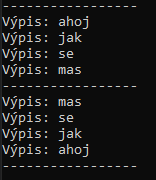 -----------------
Výpis: ahoj
Výpis: jak
Výpis: se
Výpis: mas
-----------------
Výpis: mas
Výpis: se
Výpis: jak
Výpis: ahoj
-----------------